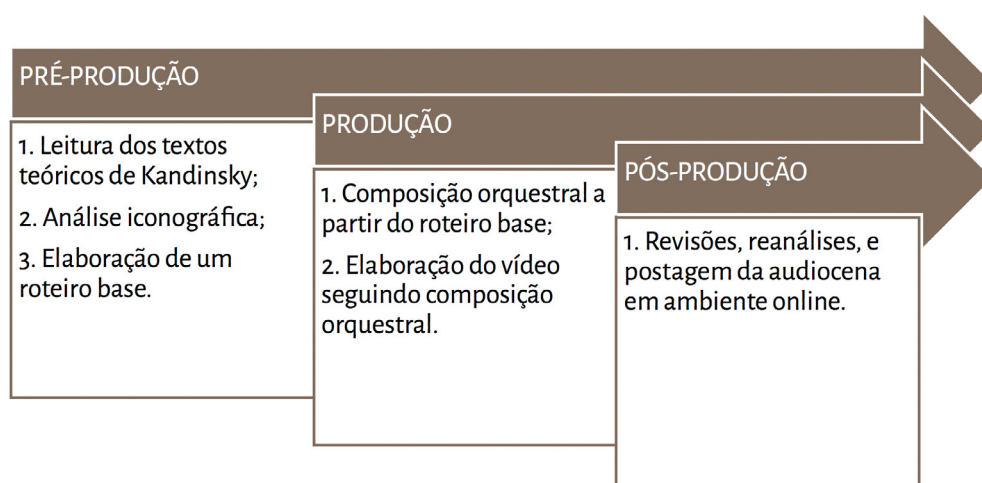 PRÉ-PRODUÇÃO
1. Leitura dos textos
teóricos de Kandinsky;
2. Análise iconográfica;
3. Elaboração de um
roteiro base.
PRODUÇÃO
1. Composição orquestral a
partir do roteiro base;
2. Elaboração do vídeo
seguindo composição
orquestral.
PÓS-PRODUÇÃO
1. Revisões, reanálises, e
postagem da audiocena
em ambiente online.